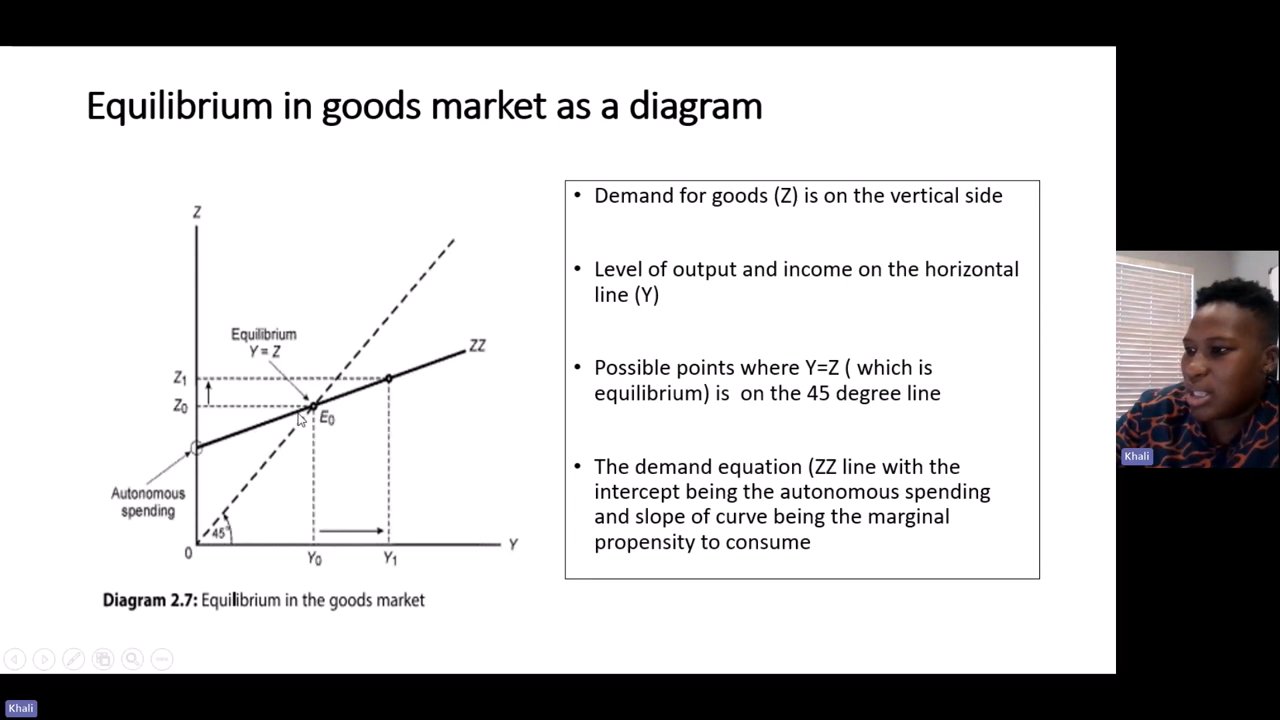 Equilibrium in goods market as a diagram
Z
Equilibrium
Y = Z
ZZ
Z1
Z0
E0
Autonomous
spending
45°
0
Y0
Y1
Y
Diagram 2.7: Equilibrium in the goods market
• Demand for goods (Z) is on the vertical side
• Level of output and income on the horizontal
line (Y)
• Possible points where Y=Z ( which is
equilibrium) is on the 45 degree line
• The demand equation (ZZ line with the
intercept being the autonomous spending
and slope of curve being the marginal
propensity to consume
Khali
Khali